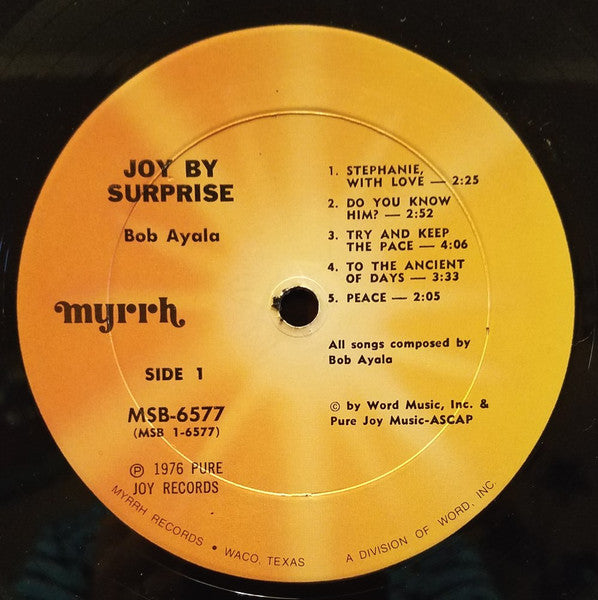 JOY BY
SURPRISE
Bob Ayala
myrrh
SIDE 1
MSB-6577
(MSB 1-6577)
Ⓟ 1976 PURE
JOY RECORDS
1. STEPHANIE,
WITH LOVE — 2:25
2. DO YOU KNOW
HIM? — 2:52
3. TRY AND KEEP
THE PACE — 4:06
4. TO THE ANCIENT
OF DAYS — 3:33
5. PEACE — 2:05
All songs composed by
Bob Ayala
© by Word Music, Inc. &
Pure Joy Music-ASCAP
MYRRH RECORDS • WACO, TEXAS A DIVISION OF WORD, INC